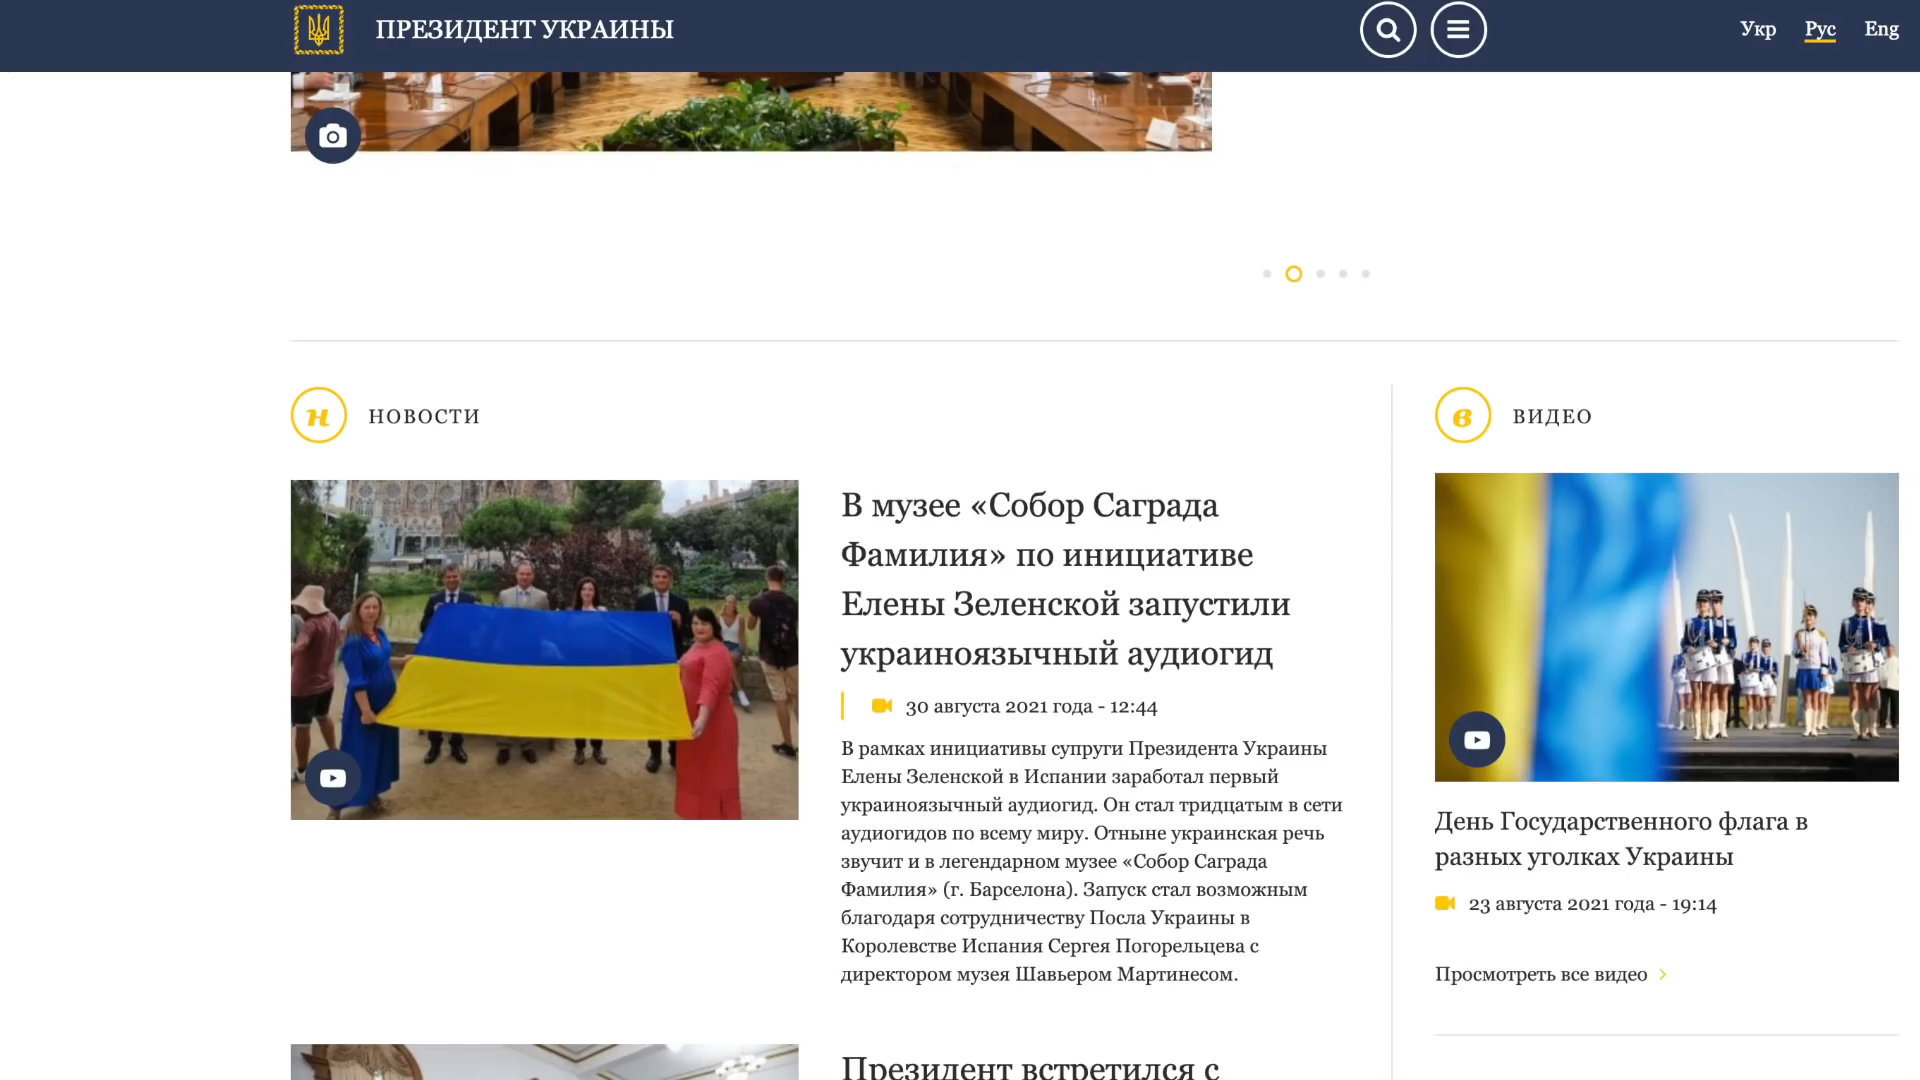 ПРЕЗИДЕНТ УКРАИНЫ
Укр Рус Eng
н НОВОСТИ
В музее «Собор Саграда
Фамилия» по инициативе
Елены Зеленской запустили
украиноязычный аудиогид
30 августа 2021 года - 12:44
В рамках инициативы супруги Президента Украины
Елены Зеленской в Испании заработал первый
украиноязычный аудиогид. Он стал тридцатым в сети
аудиогидов по всему миру. Отныне украинская речь
звучит и в легендарном музее «Собор Саграда
Фамилия» (г. Барселона). Запуск стал возможным
благодаря сотрудничеству Посла Украины в
Королевстве Испания Сергея Погорельцева с
директором музея Шавьером Мартинесом.
Президент встретился с
в ВИДЕО
День Государственного флага в
разных уголках Украины
23 августа 2021 года - 19:14
Просмотреть все видео